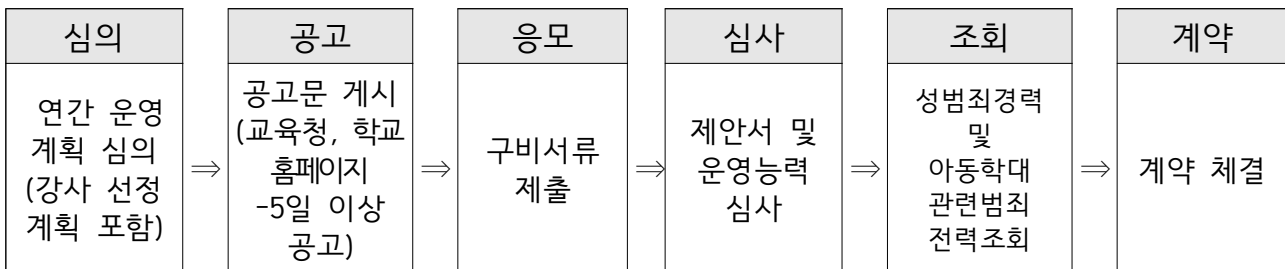 심의
연간 운영
계획 심의
(강사 선정
계획 포함)
⇒
공고
공고문 게시
(교육청, 학교
홈페이지
-5일 이상
공고)
⇒
응모
구비서류
제출
⇒
심사
제안서 및
운영능력
심사
⇒
조회
성범죄경력
및
아동학대
관련범죄
전력조회
⇒
계약
계약 체결